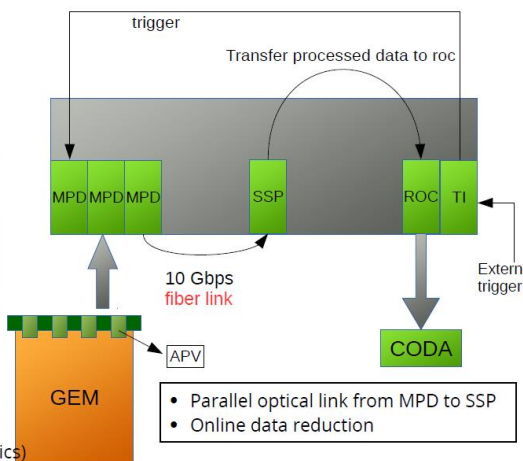 trigger
Transfer processed data to roc
MPD MPD MPD
SSP
ROC
TI
10 Gbps
fiber link
Extern
trigger
APV
CODA
GEM
• Parallel optical link from MPD to SSP
• Online data reduction
ics)